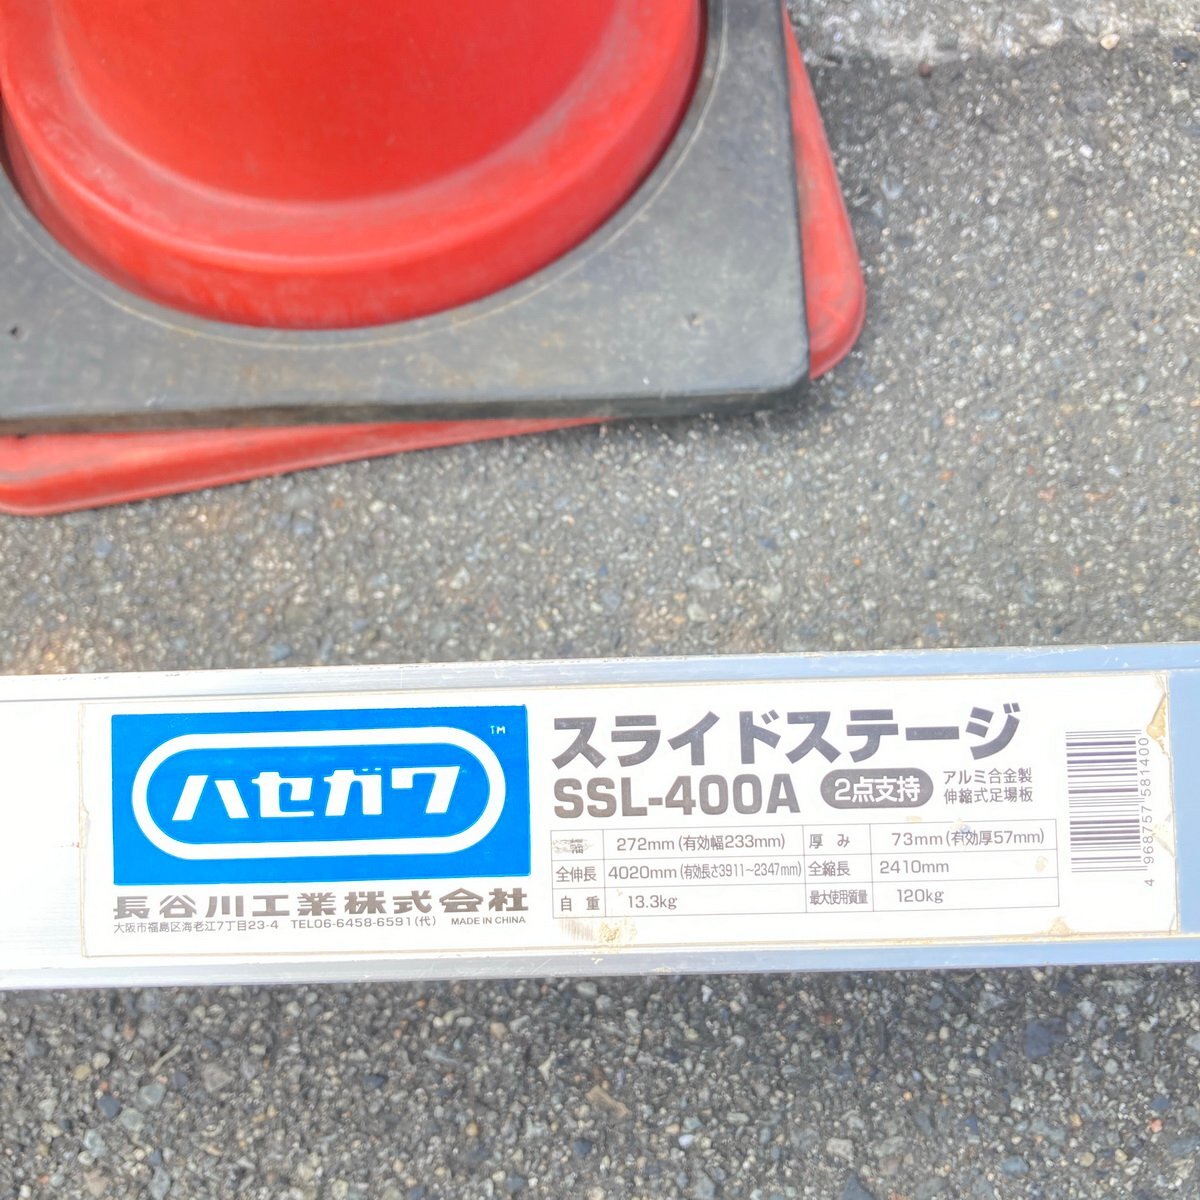 ハセガワ
TM
長谷川工業株式会社
大阪市福島区海老江7丁目23-4 TEL06-6458-6591(代) MADE IN CHINA
スライドステージ
SSL-400A 2点支持 アルミ合金製
伸縮式足場板
幅 272mm(有効幅233mm) 厚み 73mm(有効厚57mm)
全伸長 4020mm(有効長さ3911~2347mm) 全縮長 2410mm
自重 13.3kg 最大使用質量 120kg
4 968757 581400